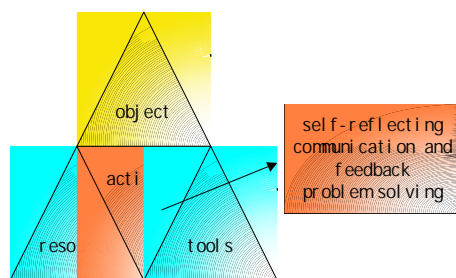 object
self-reflecting
communication and
feedback
problem solving
acti
reso
tools